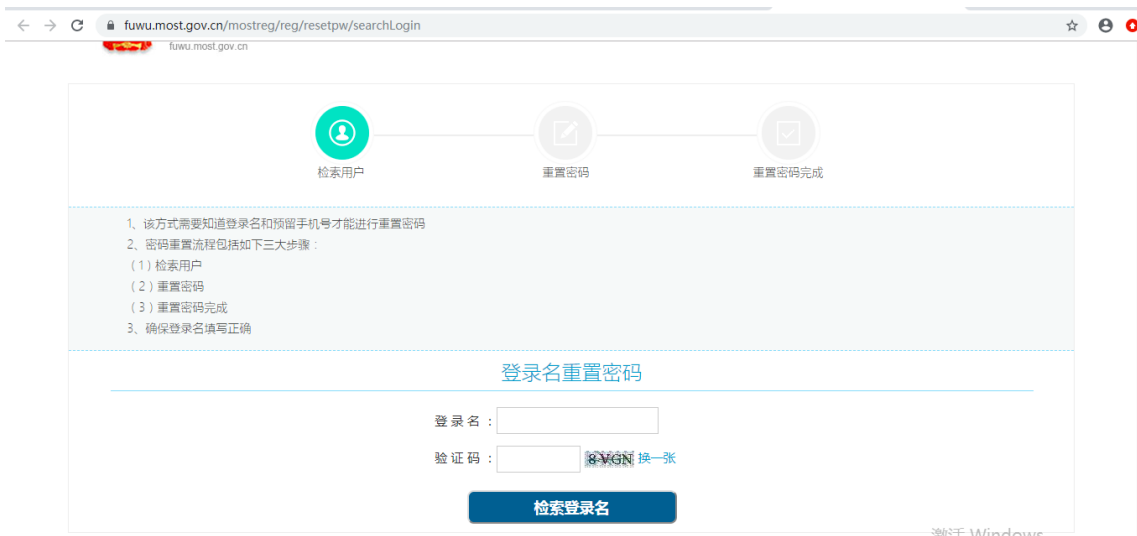 fuwu.most.gov.cn/mostreg/reg/resetpw/searchLogin
fuwu.most.gov.cn
检索用户
重置密码
重置密码完成
1、该方式需要知道登录名和预留手机号才能进行重置密码
2、密码重置流程包括如下三大步骤：
（1）检索用户
（2）重置密码
（3）重置密码完成
3、确保登录名填写正确
登录名重置密码
登 录 名 ：
验 证 码 ： 8-VGN 换一张
检索登录名
激活 Windows